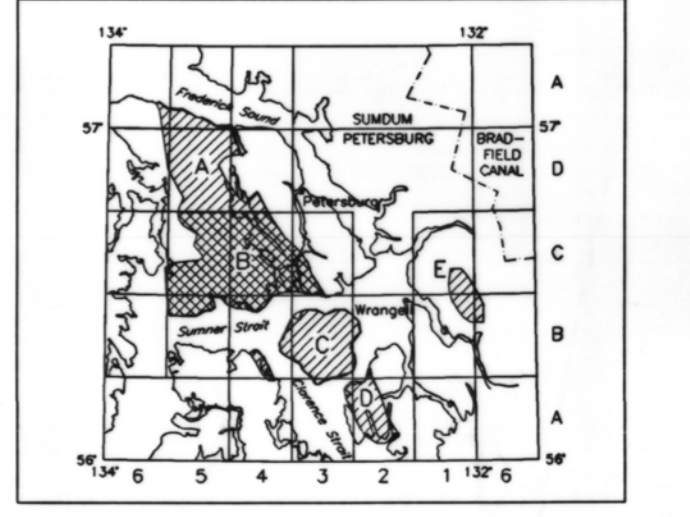 134° 132°
A
Frederick Sound
SUMDUM
57° 57°
PETERSBURG
BRAD-
FIELD
CANAL
A D
Petersburg
B E C
Wrangell
Sumner Strait
C B
Clarence Strait
D A
56° 56°
134° 6 5 4 3 2 1 132° 6